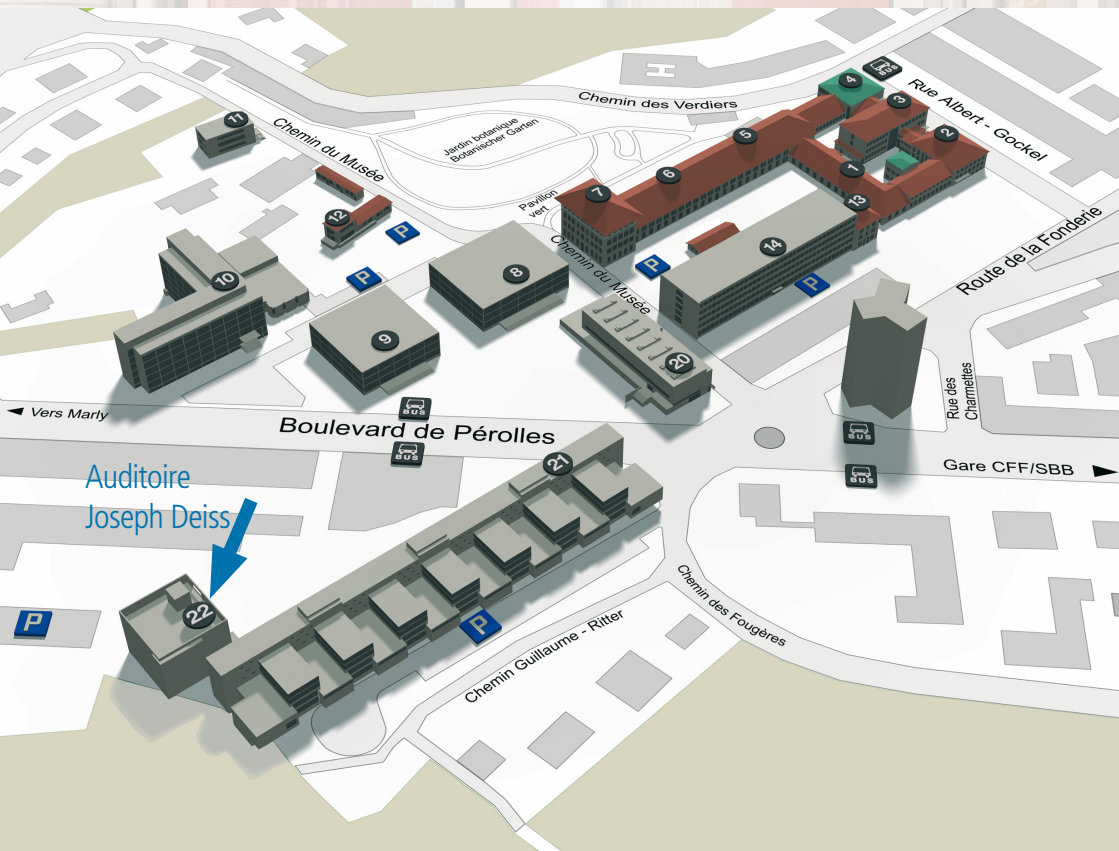 H
BUS
4
3
2
Rue Albert - Gockel
Chemin des Verdiers
5
1
13
6
7
11
Chemin du Musée
Jardin botanique
Botanischer Garten
Pavillon
vert
12
P
P
10
8
9
Chemin du Musée
P
14
P
20
Route de la Fonderie
Rue des
Charmettes
◄ Vers Marly
BUS
Boulevard de Pérolles
BUS
BUS
BUS
Gare CFF/SBB ►
21
Auditoire
Joseph Deiss
22
P
P
Chemin Guillaume - Ritter
Chemin des Fougères